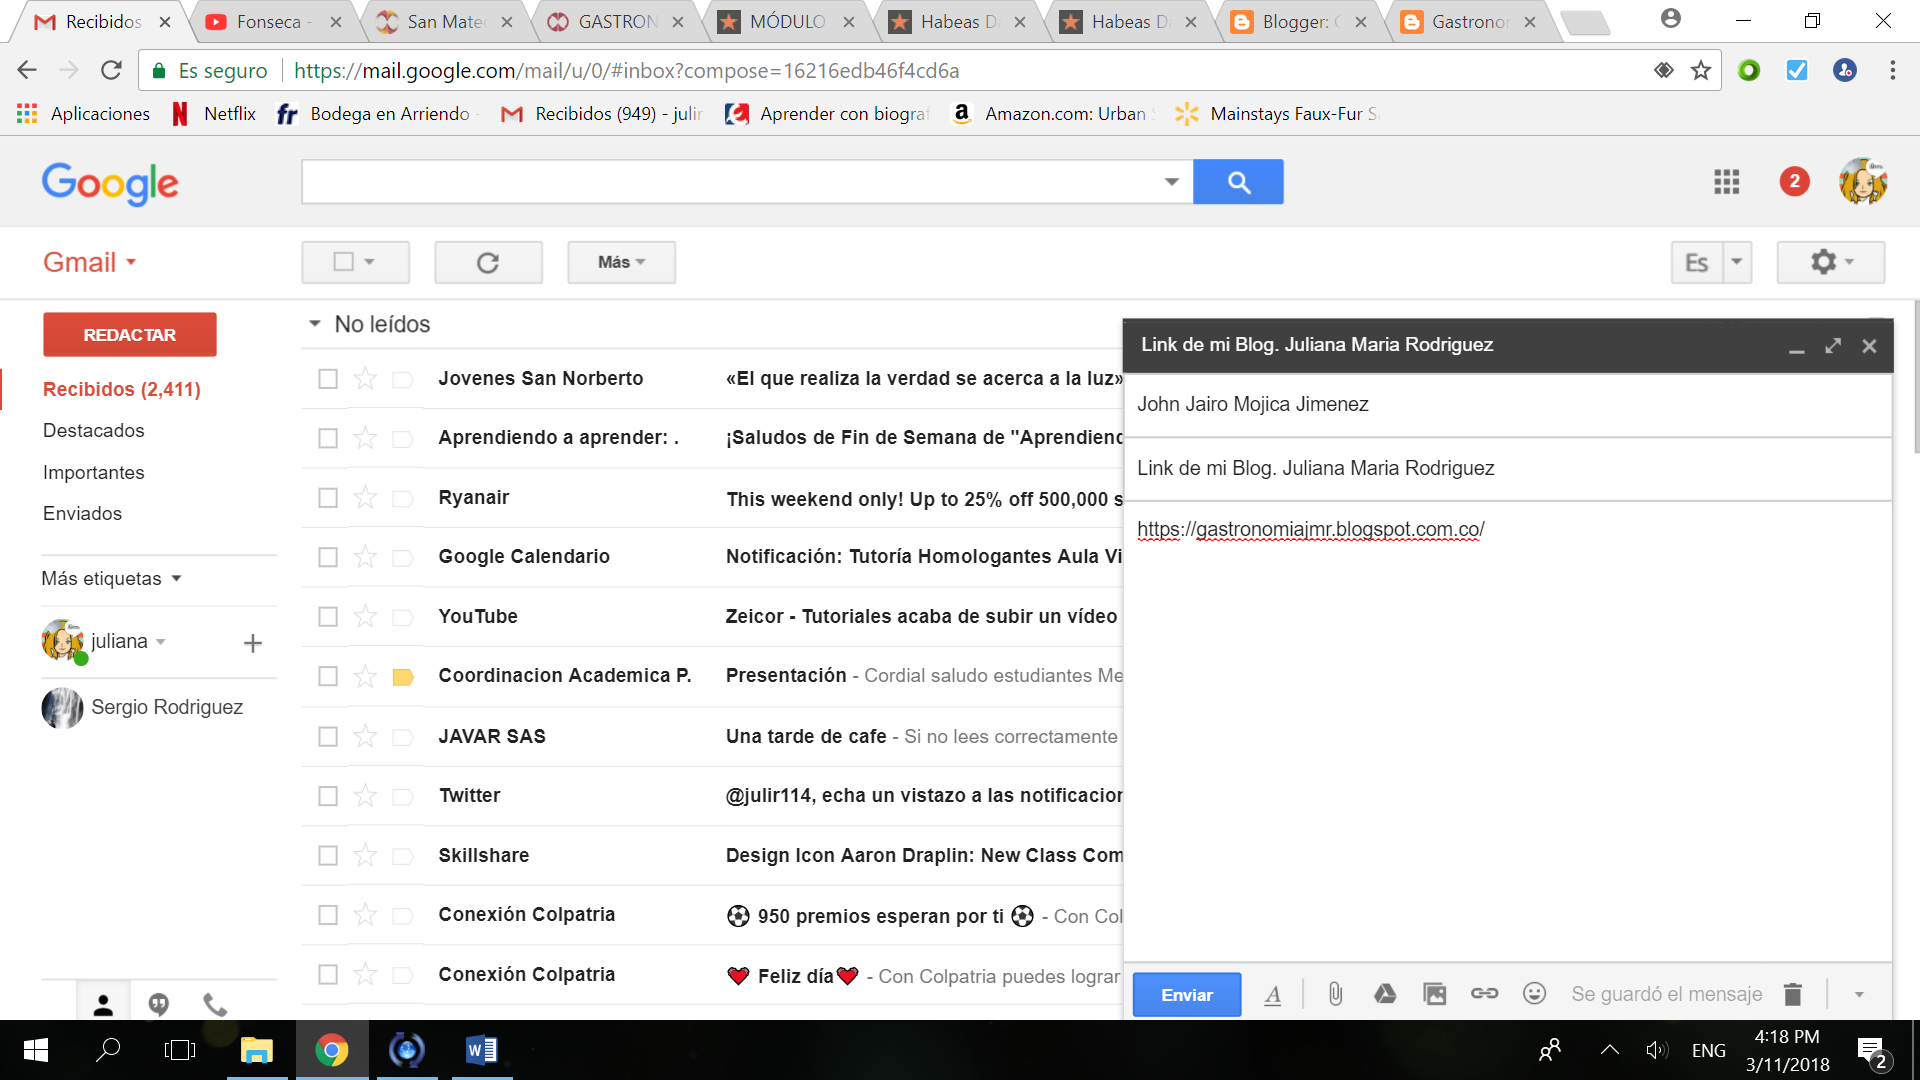 Recibidos
Fonseca -
San Mate
GASTRON
MÓDULO
Habeas D
Habeas D
Blogger: G
Gastrono
Es seguro
https://mail.google.com/mail/u/0/#inbox?compose=16216edb46f4cd6a
Aplicaciones
Netflix
fr Bodega en Arriendo -
Recibidos (949) - julir
Aprender con biograf
a Amazon.com: Urban S
Mainstays Faux-Fur S
Google
2
Gmail
Más
Es
REDACTAR
Recibidos (2,411)
Destacados
Importantes
Enviados
Más etiquetas
juliana
Sergio Rodriguez
No leídos
Jovenes San Norberto «El que realiza la verdad se acerca a la luz»
Aprendiendo a aprender: . ¡Saludos de Fin de Semana de "Aprendienc
Ryanair This weekend only! Up to 25% off 500,000 s
Google Calendario Notificación: Tutoría Homologantes Aula Vi
YouTube Zeicor - Tutoriales acaba de subir un vídeo
Coordinacion Academica P. Presentación - Cordial saludo estudiantes Me
JAVAR SAS Una tarde de cafe - Si no lees correctamente
Twitter @julir114, echa un vistazo a las notificacion
Skillshare Design Icon Aaron Draplin: New Class Com
Conexión Colpatria ⚽ 950 premios esperan por ti ⚽ - Con Col
Conexión Colpatria ❤ Feliz día❤ - Con Colpatria puedes lograr
Link de mi Blog. Juliana Maria Rodriguez
John Jairo Mojica Jimenez
Link de mi Blog. Juliana Maria Rodriguez
https://gastronomiajmr.blogspot.com.co/
Enviar
A
Se guardó el mensaje
W
ENG
4:18 PM
3/11/2018
2